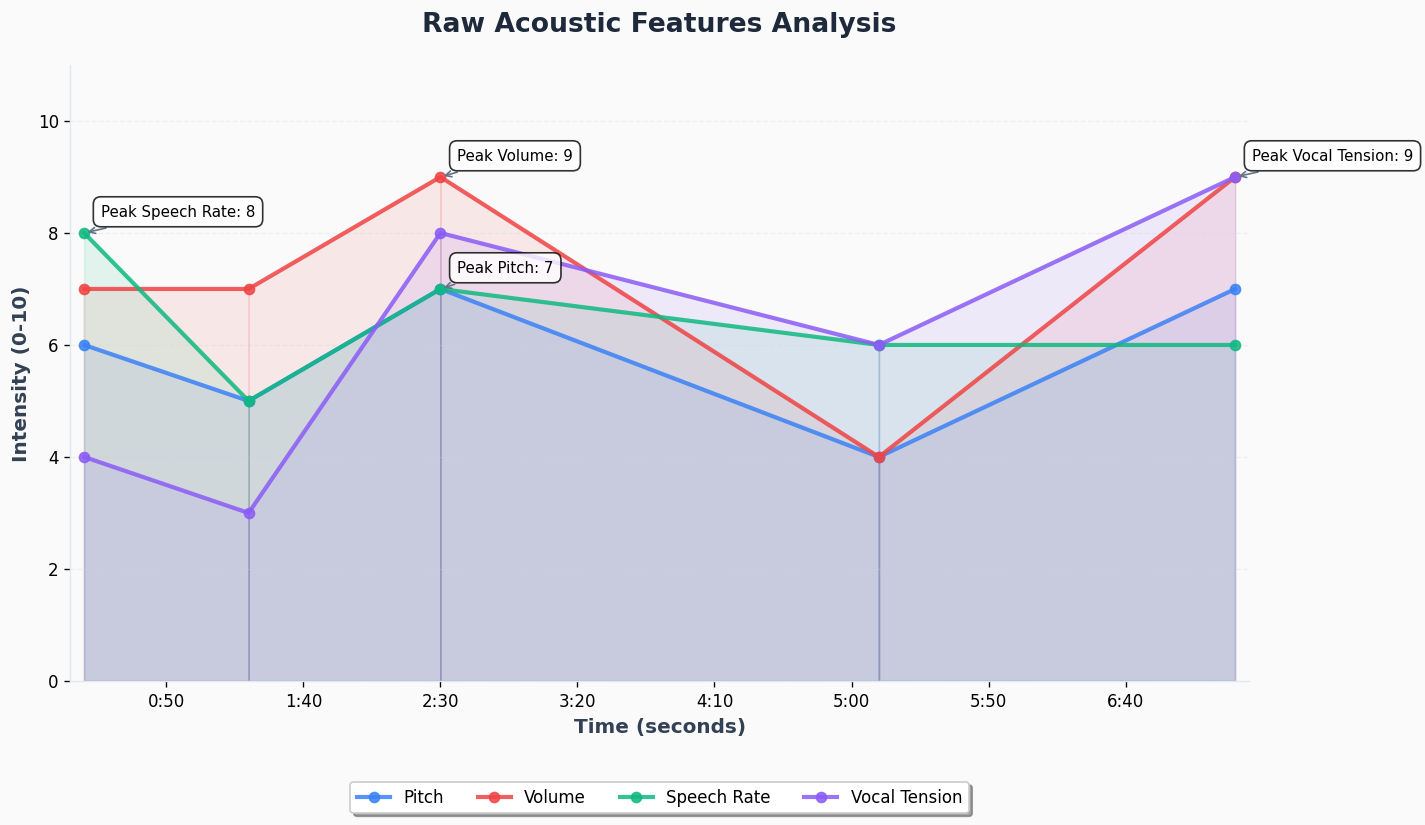 Raw Acoustic Features Analysis
Intensity (0-10)
10
8
6
4
2
0
Peak Speech Rate: 8
Peak Volume: 9
Peak Pitch: 7
Peak Vocal Tension: 9
0:50 1:40 2:30 3:20 4:10 5:00 5:50 6:40
Time (seconds)
Pitch Volume Speech Rate Vocal Tension